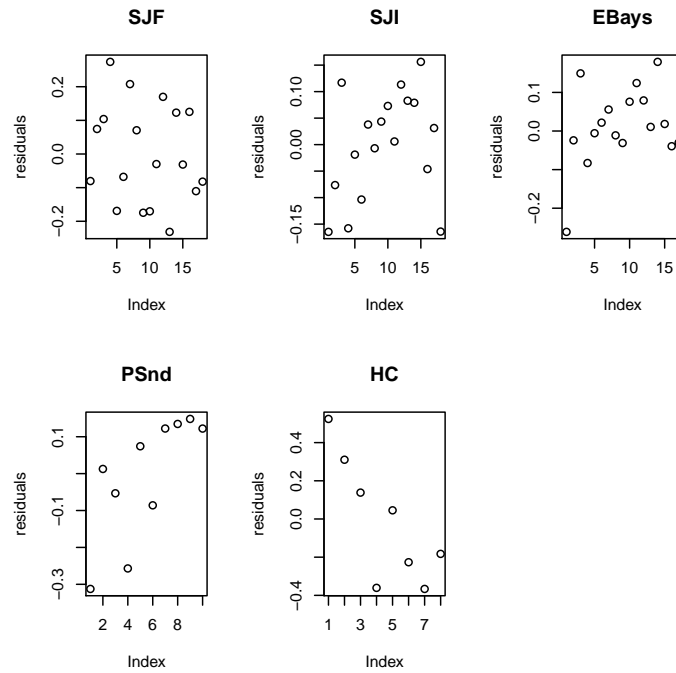 SJF
0.2
0.0
−0.2
residuals
5 10 15
Index
SJI
0.10
0.00
−0.15
residuals
5 10 15
Index
EBays
0.1
0.0
−0.2
residuals
5 10 15
Index
PSnd
0.1
−0.1
−0.3
residuals
2 4 6 8
Index
HC
0.4
0.2
0.0
−0.4
residuals
1 3 5 7
Index